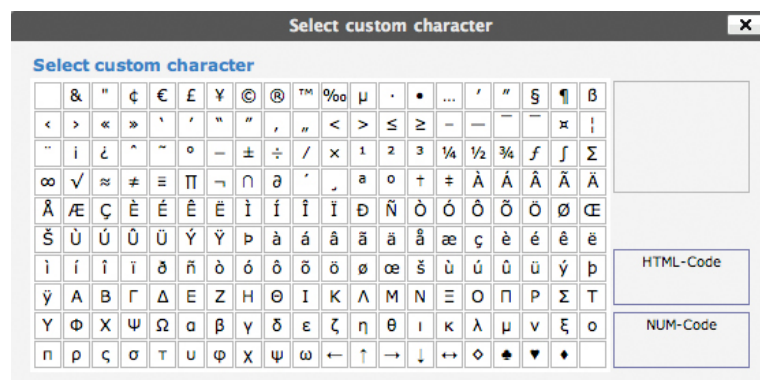 Select custom character
Select custom character
& " ¢ € £ ¥ © ® ™ ‰ µ · • … ′ ″ § ¶ ß
‹ › « » ‘ ’ “ ” ‚ „ < > ≤ ≥ – — ¯ ‾ ¤ ¦
¨ ¡ ¿ ˆ ˜ ° − ± ÷ ⁄ × ¹ ² ³ ¼ ½ ¾ ƒ ∫ ∑
∞ √ ≈ ≠ ≡ ∏ ¬ ∩ ∂ ´ ¸ ª º † ‡ À Á Â Ã Ä
Å Æ Ç È É Ê Ë Ì Í Î Ï Ð Ñ Ò Ó Ô Õ Ö Ø Œ
Š Ù Ú Û Ü Ý Ÿ Þ à á â ã ä å æ ç è é ê ë
ì í î ï ð ñ ò ó ô õ ö ø œ š ù ú û ü ý þ
ÿ Α Β Γ Δ Ε Ζ Η Θ Ι Κ Λ Μ Ν Ξ Ο Π Ρ Σ Τ
Υ Φ Χ Ψ Ω α β γ δ ε ζ η θ ι κ λ μ ν ξ ο
π ρ ς σ τ υ φ χ ψ ω ← ↑ → ↓ ↔ ◊ ♠ ♥ ♦
HTML-Code
NUM-Code